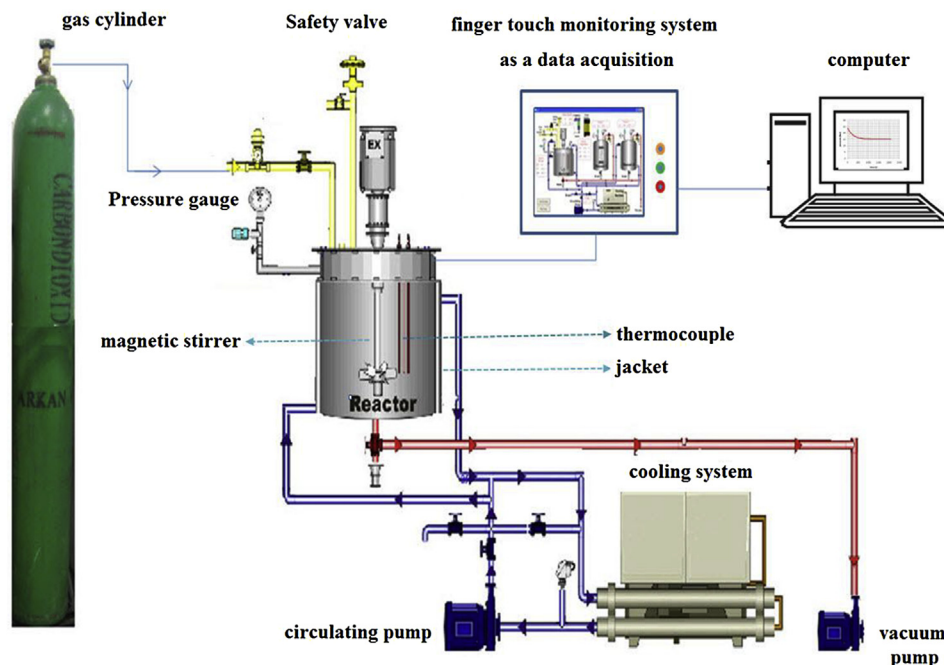 gas cylinder
Safety valve
finger touch monitoring system
as a data acquisition
computer
EX
Pressure gauge
CARBONDIOXID
magnetic stirrer
thermocouple
jacket
ARKAN
Reactor
cooling system
circulating pump
vacuum
pump